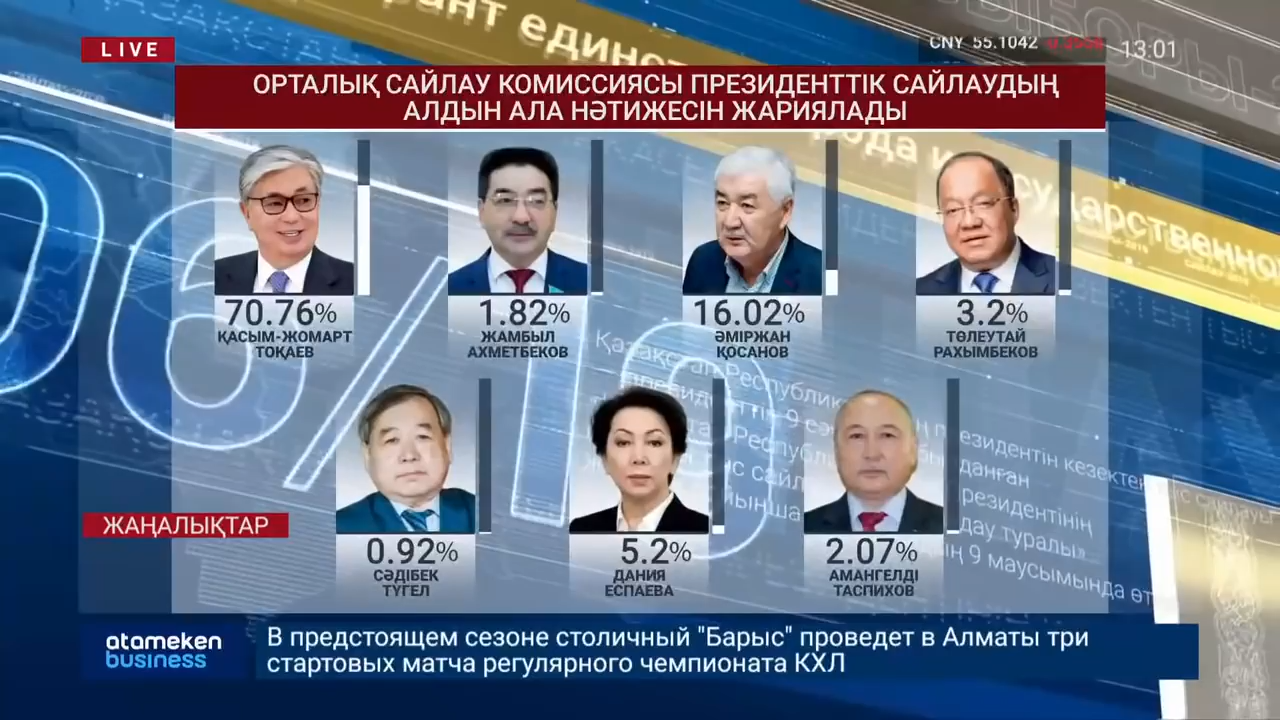 LIVE
CNY 55.1042
13:01
ОРТАЛЫҚ САЙЛАУ КОМИССИЯСЫ ПРЕЗИДЕНТТІК САЙЛАУДЫҢ
АЛДЫН АЛА НӘТИЖЕСІН ЖАРИЯЛАДЫ
70.76%
ҚАСЫМ-ЖОМАРТ
ТОҚАЕВ
1.82%
ЖАМБЫЛ
АХМЕТБЕКОВ
16.02%
ӘМІРЖАН
ҚОСАНОВ
3.2%
ТӨЛЕУТАЙ
РАХЫМБЕКОВ
0.92%
СӘДІБЕК
ТҮГЕЛ
5.2%
ДАНИЯ
ЕСПАЕВА
2.07%
АМАНГЕЛДІ
ТАСПИХОВ
ЖАҢАЛЫҚТАР
atameken
business
В предстоящем сезоне столичный "Барыс" проведет в Алматы три
стартовых матча регулярного чемпионата КХЛ